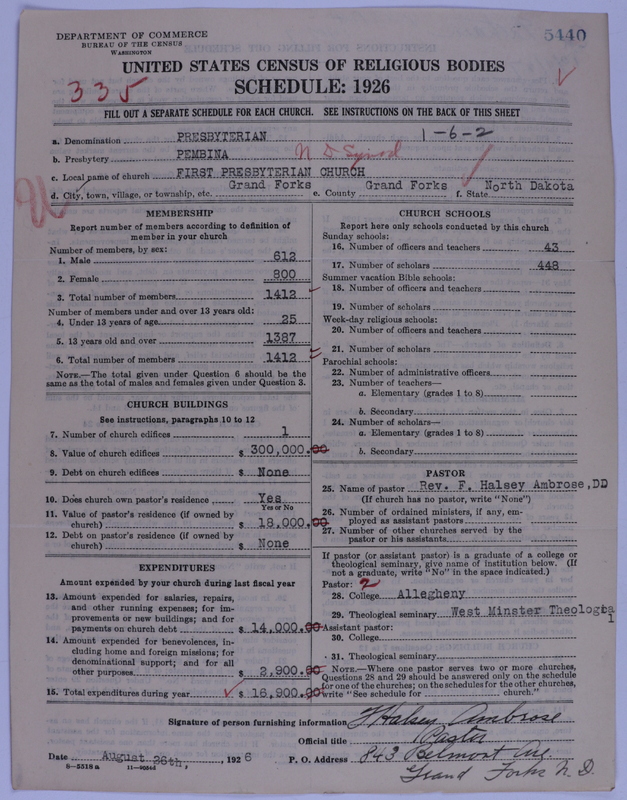 DEPARTMENT OF COMMERCE
BUREAU OF THE CENSUS
WASHINGTON
5440
UNITED STATES CENSUS OF RELIGIOUS BODIES
SCHEDULE: 1926
335
FILL OUT A SEPARATE SCHEDULE FOR EACH CHURCH. SEE INSTRUCTIONS ON THE BACK OF THIS SHEET
1-6-2
a. Denomination PRESBYTERIAN
b. Presbytery PEMBINA N D Synod
c. Local name of church FIRST PRESBYTERIAN CHURCH
d. City, town, village, or township, etc. Grand Forks e. County Grand Forks f. State North Dakota
MEMBERSHIP
Report number of members according to definition of
member in your church
Number of members, by sex:
1. Male 612
2. Female 800
3. Total number of members 1412
Number of members under and over 13 years old:
4. Under 13 years of age 25
5. 13 years old and over 1387
6. Total number of members 1412
NOTE.—The total given under Question 6 should be
same as the total of males and females given under Question 3.
CHURCH BUILDINGS
See instructions, paragraphs 10 to 12
7. Number of church edifices 1
8. Value of church edifices $ 300,000.00
9. Debt on church edifices $ None
10. Does church own pastor's residence Yes
Yes or No
11. Value of pastor's residence (if owned by
church) $ 18,000.00
12. Debt on pastor's residence (if owned by
church) $ None
EXPENDITURES
Amount expended by your church during last fiscal year
13. Amount expended for salaries, repairs,
and other running expenses; for im-
provements or new buildings; and for
payments on church debt $ 14,000.00
14. Amount expended for benevolences, in-
cluding home and foreign missions; for
denominational support; and for all
other purposes $ 2,900.00
15. Total expenditures during year $ 16,900.00
CHURCH SCHOOLS
Report here only schools conducted by this church
Sunday schools:
16. Number of officers and teachers 43
17. Number of scholars 448
Summer vacation Bible schools:
18. Number of officers and teachers
19. Number of scholars
Week-day religious schools:
20. Number of officers and teachers
21. Number of scholars
Parochial schools:
22. Number of administrative officers
23. Number of teachers—
a. Elementary (grades 1 to 8)
b. Secondary
24. Number of scholars—
a. Elementary (grades 1 to 8)
b. Secondary
PASTOR
25. Name of pastor Rev. F. Halsey Ambrose,DD
(If church has no pastor, write "None")
26. Number of ordained ministers, if any, em-
ployed as assistant pastors
27. Number of other churches served by the
pastor or his assistants
If pastor (or assistant pastor) is a graduate of a college or
theological seminary, give name of institution below. (If
not a graduate, write "No" in the space indicated.)
Pastor: 2
28. College Allegheny
29. Theological seminary West Minster Theologica
l
Assistant pastor:
30. College
31. Theological seminary
NOTE.—Where one pastor serves two or more churches,
Questions 28 and 29 should be answered only on the schedule
for one of the churches; on the schedules for the other churches,
write "See schedule for church."
Signature of person furnishing information F Halsey Ambrose
Official title Pastor
Date August 26th, 1926 P. O. Address 843 Belmont Ave.
Grand Forks N. D.
8—5518a